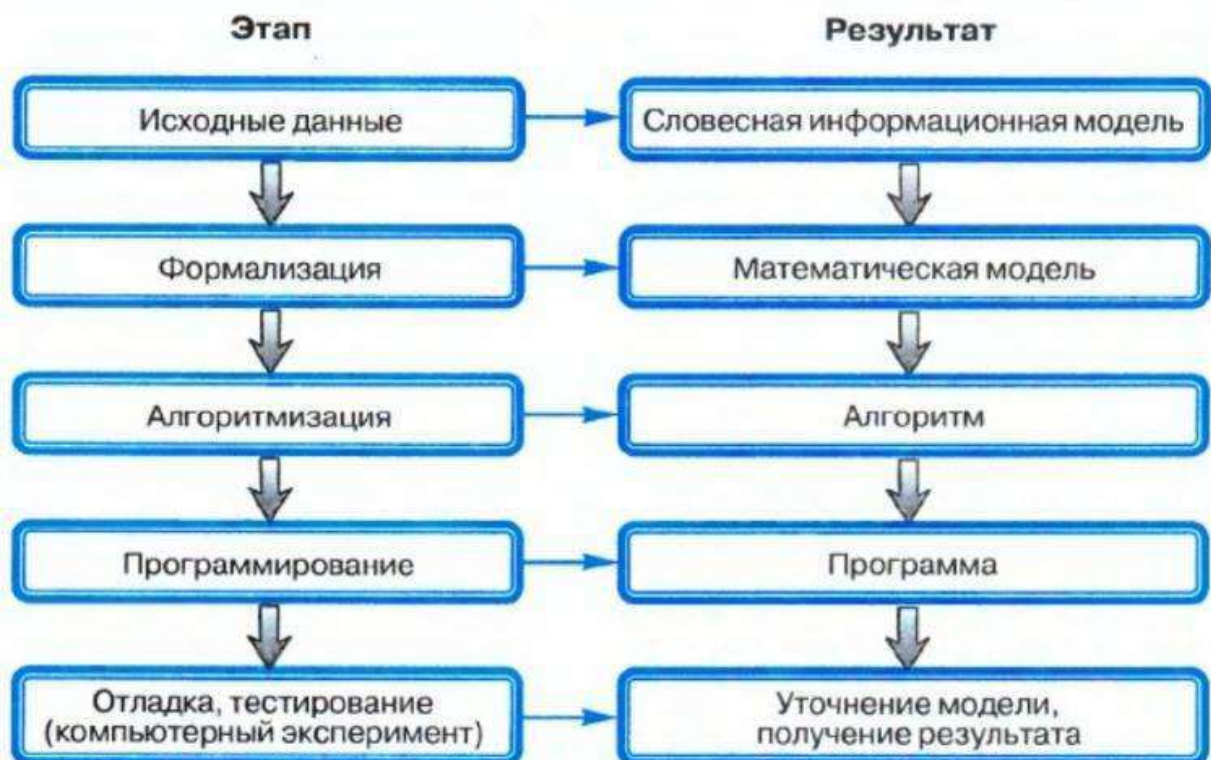 Этап
Результат
Исходные данные
Словесная информационная модель
Формализация
Математическая модель
Алгоритмизация
Алгоритм
Программирование
Программа
Отладка, тестирование
(компьютерный эксперимент)
Уточнение модели,
получение результата